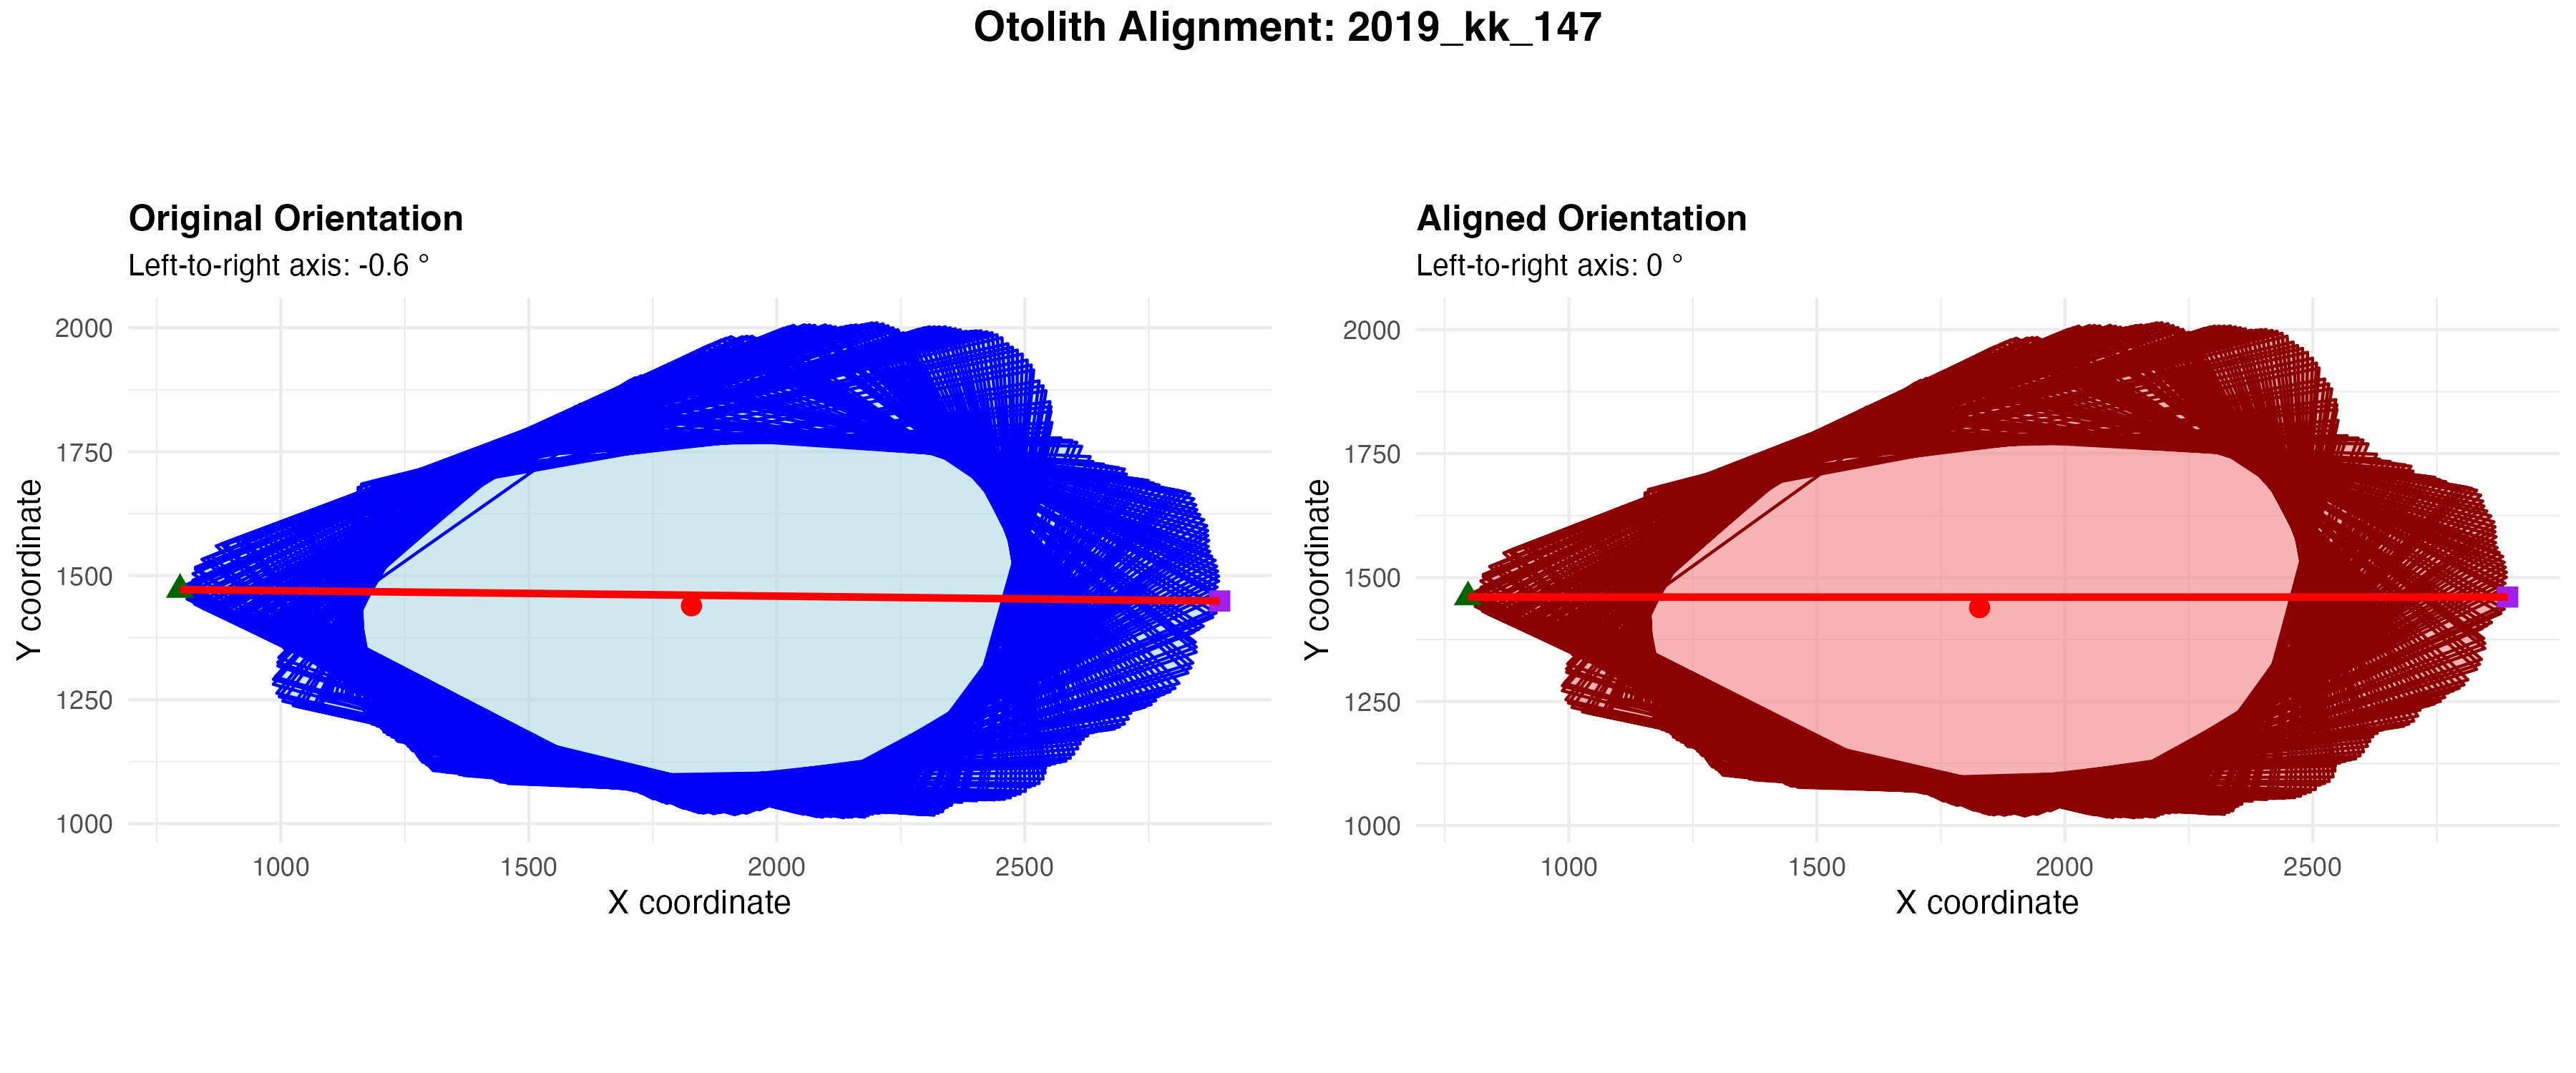 Otolith Alignment: 2019_kk_147
Original Orientation
Left-to-right axis: -0.6 °
2000
1750
1500
1250
1000
Y coordinate
1000 1500 2000 2500
X coordinate
Aligned Orientation
Left-to-right axis: 0 °
2000
1750
1500
1250
1000
Y coordinate
1000 1500 2000 2500
X coordinate